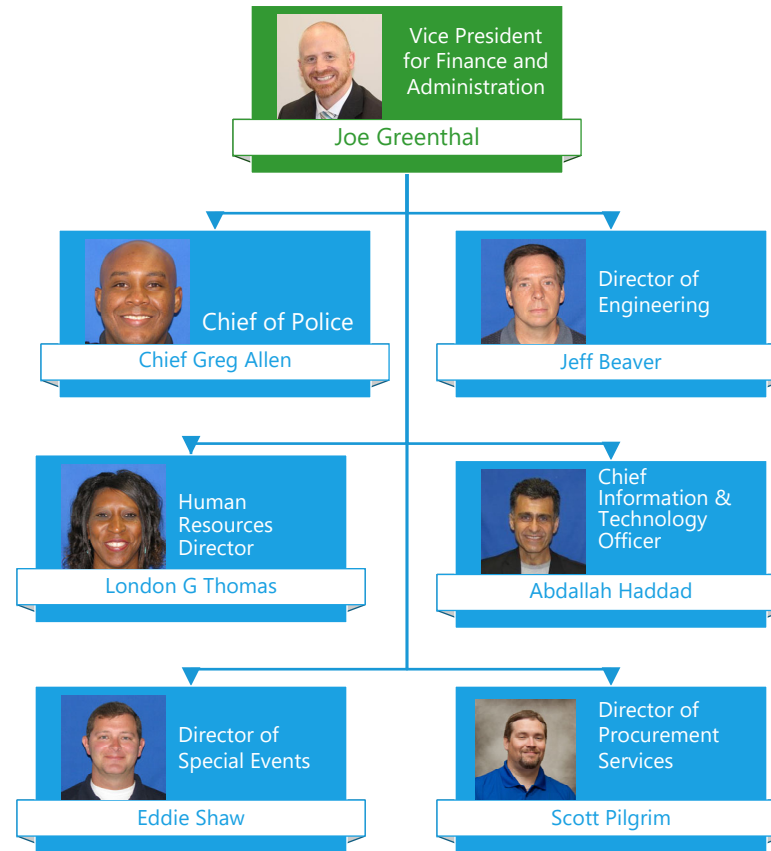 Vice President
for Finance and
Administration
Joe Greenthal
Chief of Police
Chief Greg Allen
Director of
Engineering
Jeff Beaver
Human
Resources
Director
London G Thomas
Chief
Information &
Technology
Officer
Abdallah Haddad
Director of
Special Events
Eddie Shaw
Director of
Procurement
Services
Scott Pilgrim